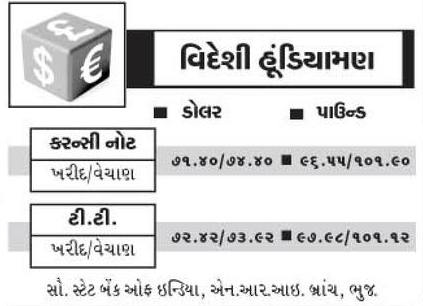 વિદેશી હૂંડિયામણ
■ ડોલર ■ પાઉન્ડ
કરન્સી નોટ
ખરીદ/વેચાણ
૭૧.૪૦/૭૪.૪૦ ■ ૯૬.૫૫/૧૦૧.૯૦
ટી.ટી.
ખરીદ/વેચાણ
૭૨.૪૨/૭૩.૯૨ ■ ૯૭.૯૮/૧૦૧.૧૨
સૌ. સ્ટેટ બેંક ઓફ ઇન્ડિયા, એન.આર.આઇ. બ્રાંચ, ભુજ.